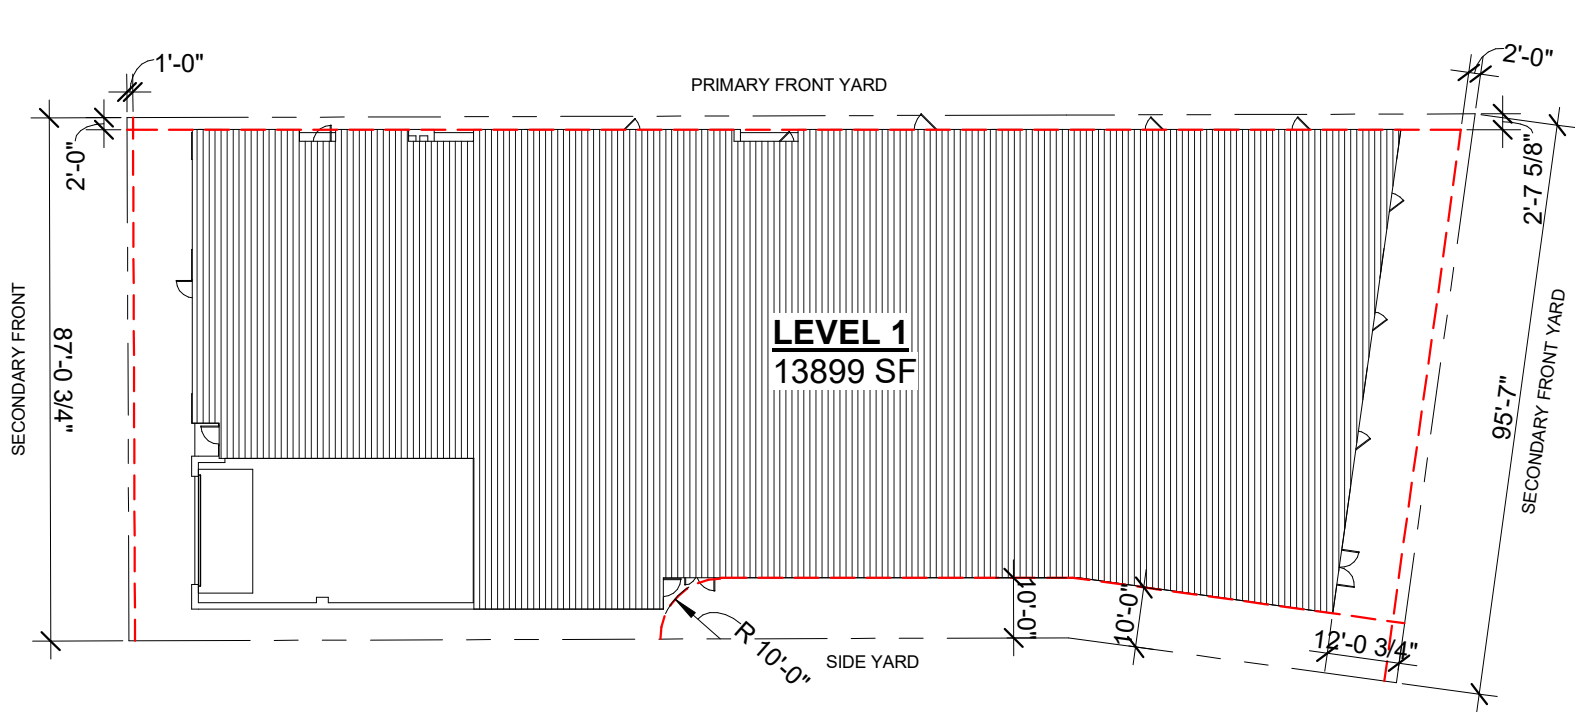 1'-0"
2'-0"
PRIMARY FRONT YARD
2'-0"
2'-7 5/8"
SECONDARY FRONT
87'-0 3/4"
LEVEL 1
13899 SF
95'-7"
SECONDARY FRONT YARD
10'-0"
10'-0"
R 10'-0"
12'-0 3/4"
SIDE YARD